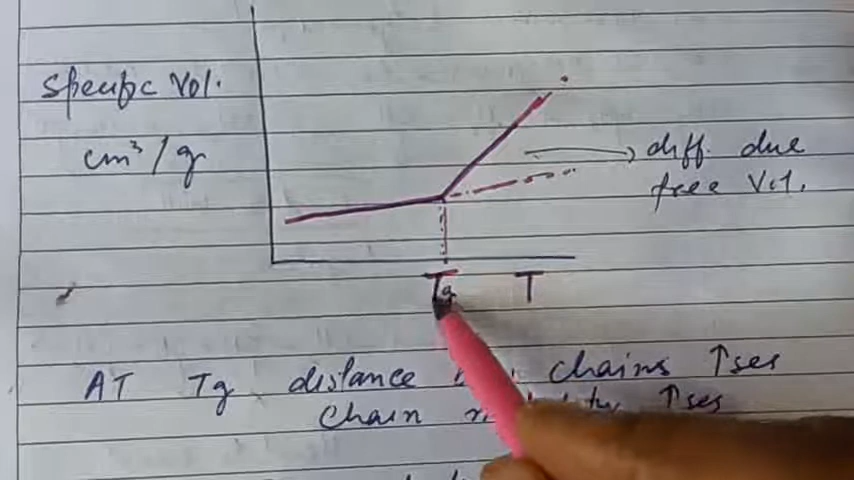 Specific Vol.
cm³/g
diff. due
free Vol.
Tg T
AT Tg distance chains ↑ses
Chain ↑ses